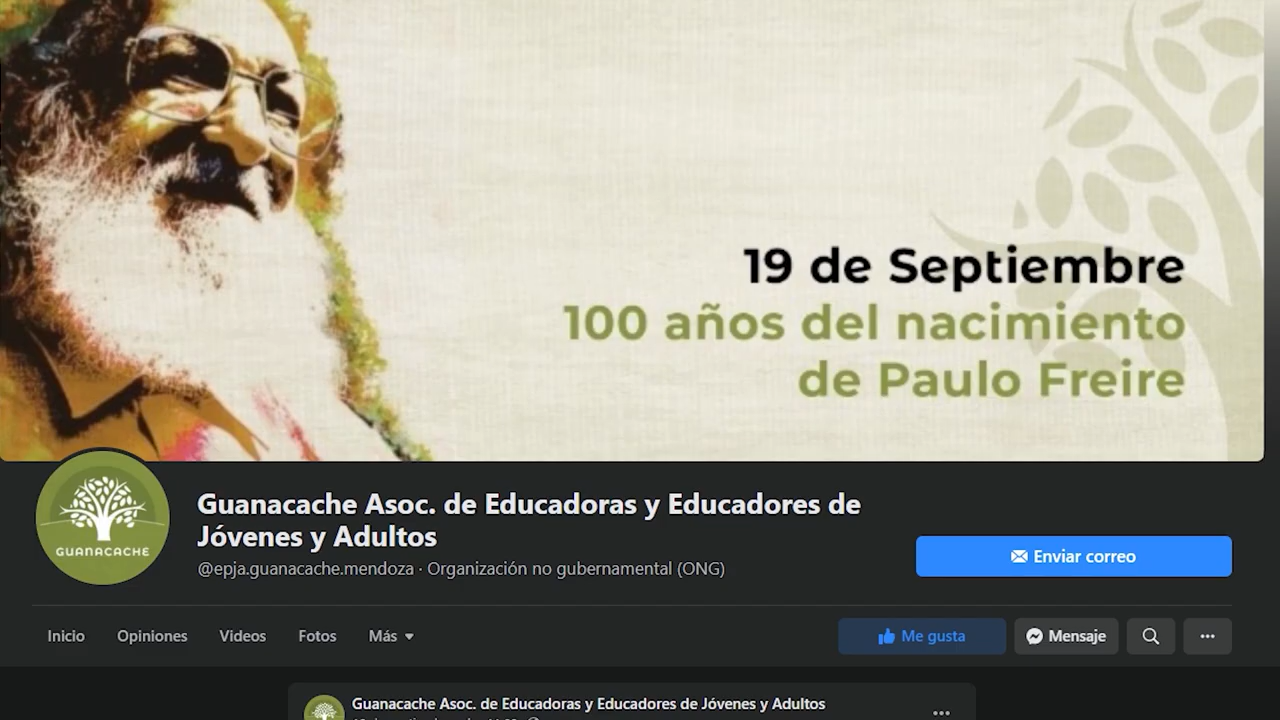 19 de Septiembre
100 años del nacimiento
de Paulo Freire
GUANACACHE
Guanacache Asoc. de Educadoras y Educadores de
Jóvenes y Adultos
@epja.guanacache.mendoza · Organización no gubernamental (ONG)
Enviar correo
Inicio
Opiniones
Videos
Fotos
Más
Me gusta
Mensaje
Guanacache Asoc. de Educadoras y Educadores de Jóvenes y Adultos